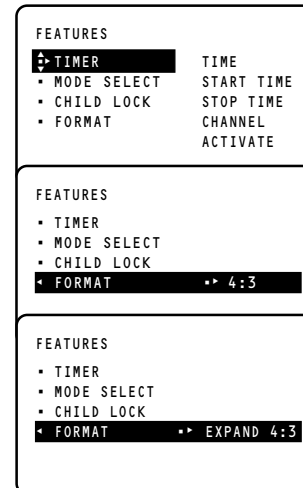 FEATURES
TIMER TIME
MODE SELECT START TIME
CHILD LOCK STOP TIME
FORMAT CHANNEL
ACTIVATE
FEATURES
TIMER
MODE SELECT
CHILD LOCK
FORMAT 4:3
FEATURES
TIMER
MODE SELECT
CHILD LOCK
FORMAT EXPAND 4:3